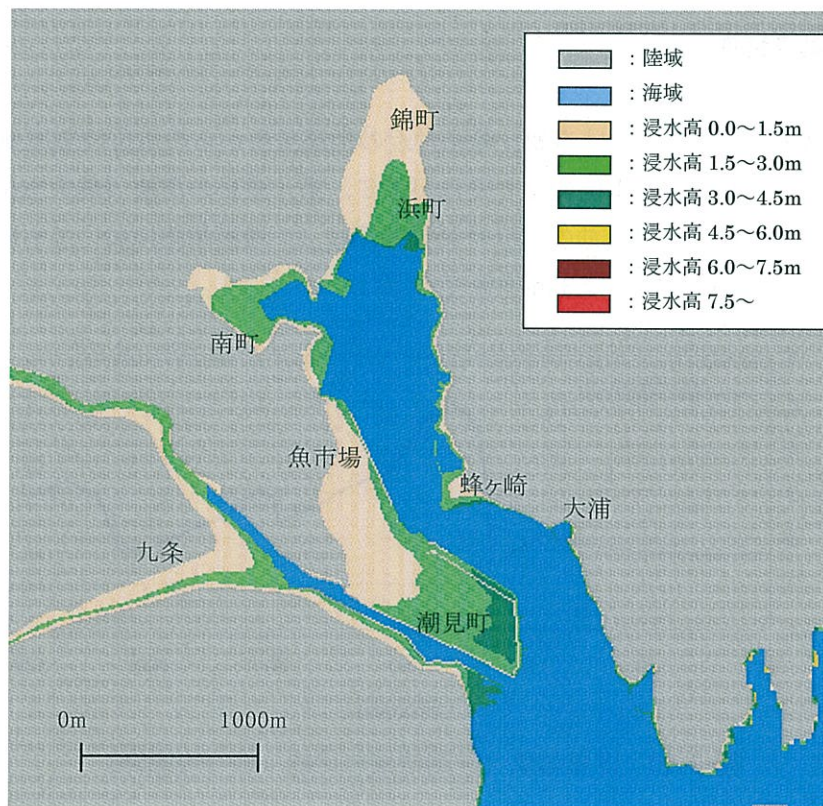 ：陸域
：海域
：浸水高 0.0～1.5m
：浸水高 1.5～3.0m
：浸水高 3.0～4.5m
：浸水高 4.5～6.0m
：浸水高 6.0～7.5m
：浸水高 7.5～
錦町
浜町
南町
魚市場
蜂ヶ崎
大浦
九条
潮見町
0m 1000m